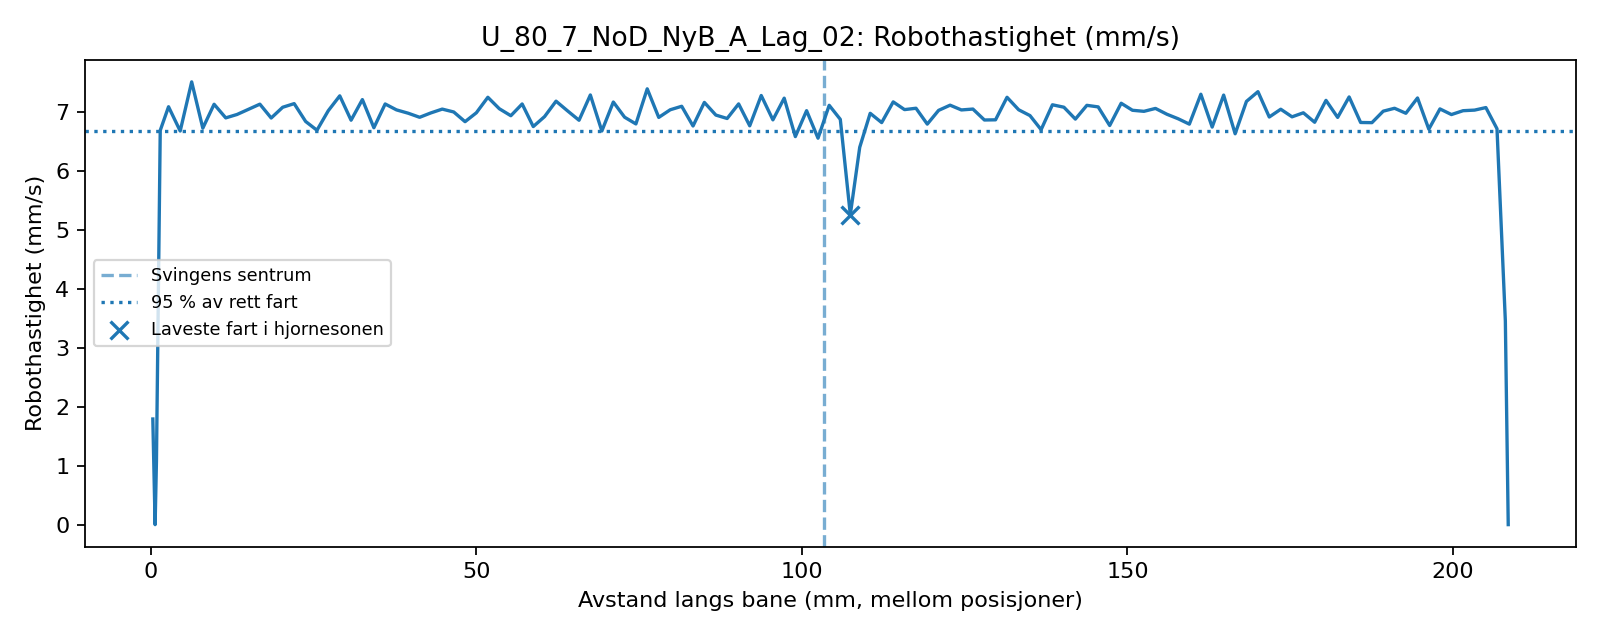 U_80_7_NoD_NyB_A_Lag_02: Robothastighet (mm/s)
Robothastighet (mm/s)
7
6
5
4
3
2
1
0
Svingens sentrum
95 % av rett fart
Laveste fart i hjornesonen
0
50
100
150
200
Avstand langs bane (mm, mellom posisjoner)